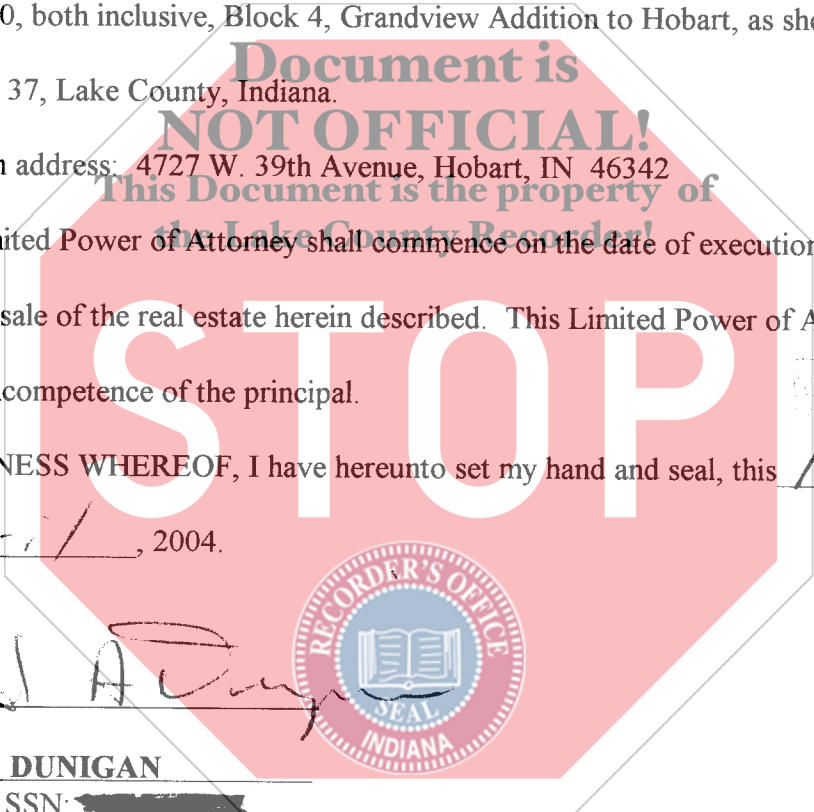 0, both inclusive, Block 4, Grandview Addition to Hobart, as sho
Document is
37, Lake County, Indiana.
NOT OFFICIAL!
address: 4727 W. 39th Avenue, Hobart, IN 46342
This Document is the property of
the Lake County Recorder!
ited Power of Attorney shall commence on the date of execution
sale of the real estate herein described. This Limited Power of A
competence of the principal.
STOP
NESS WHEREOF, I have hereunto set my hand and seal, this
, 2004.
RECORDER'S OFFICE
SEAL
INDIANA
DUNIGAN
SSN: